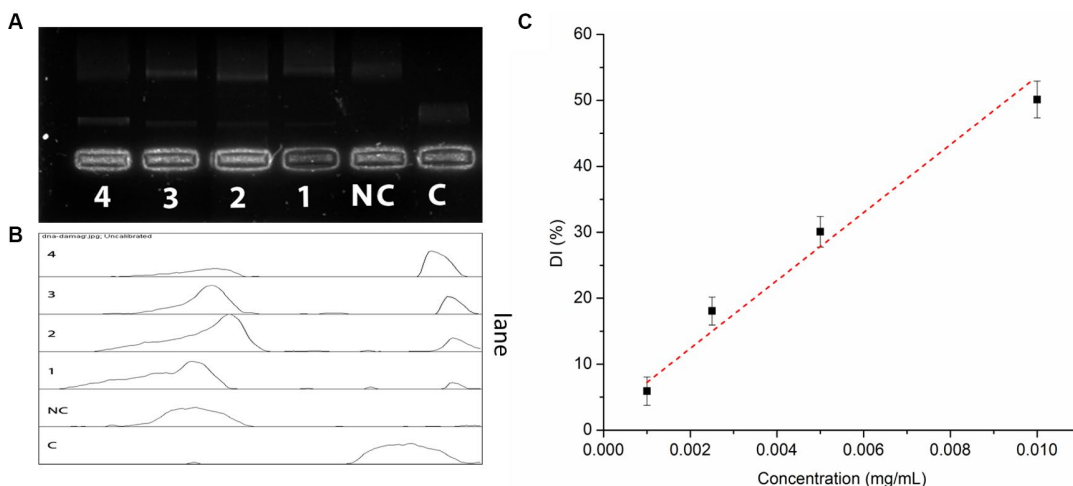 A
4 3 2 1 NC C
B
dna-damag.jpg; Uncalibrated
4
3
2
1
NC
C
lane
C
60
50
40
30
20
10
0
DI (%)
0.000 0.002 0.004 0.006 0.008 0.010
Concentration (mg/mL)